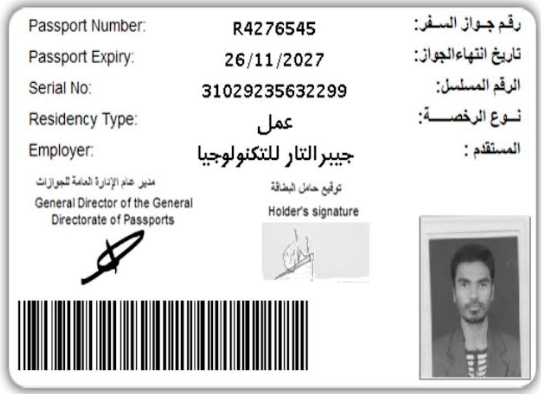 Passport Number: R4276545 رقم جـواز السـفر:
Passport Expiry: 26/11/2027 تاريخ انتهاءالجواز:
Serial No: 31029235632299 الرقم المسلسل:
Residency Type: عمل نــوع الرخصــــة:
Employer: جيبرالتار للتكنولوجيا المستقدم :
مدير عام الإدارة العامة للجوازات
General Director of the General
Directorate of Passports
توقيع حامل البطاقة
Holder's signature